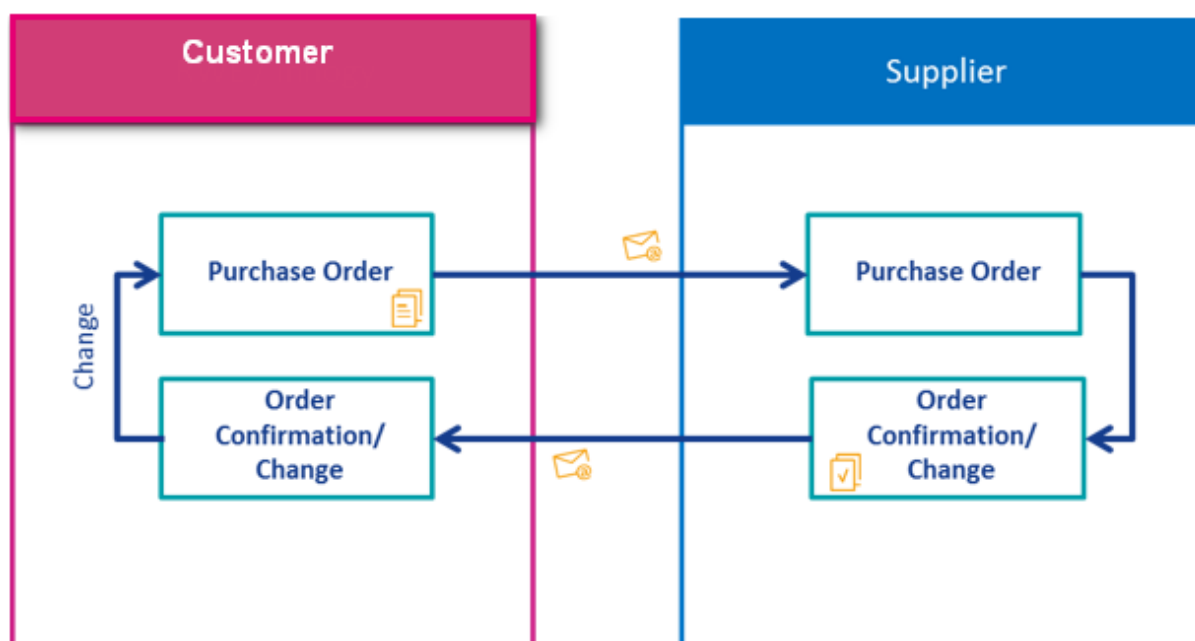 Customer
Supplier
Purchase Order
Purchase Order
Change
Order
Confirmation/
Change
Order
Confirmation/
Change